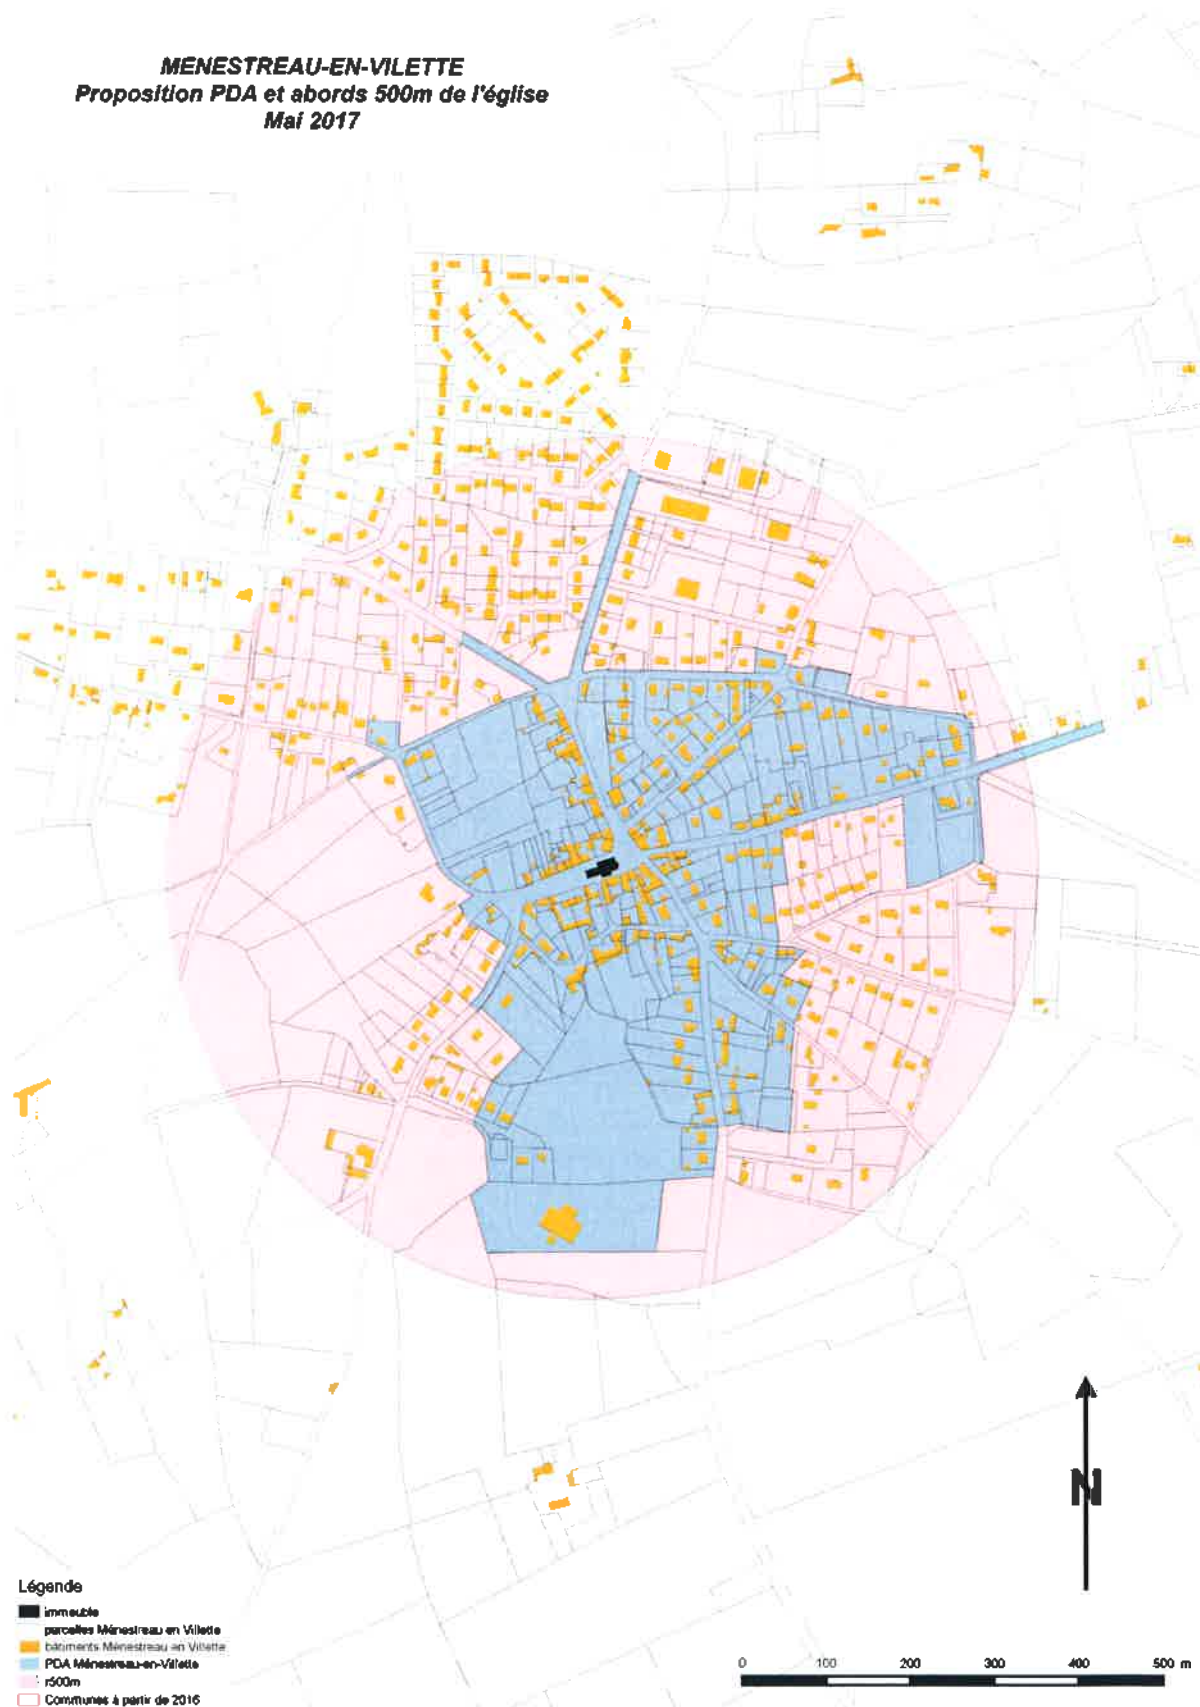 MENESTREAU-EN-VILETTE
Proposition PDA et abords 500m de l'église
Mai 2017
N
Légende
immeuble
parcelles Ménestreau en Villette
bâtiments Ménestreau en Villette
PDA Ménestreau-en-Villette
r500m
Communes à partir de 2016
0 100 200 300 400 500 m